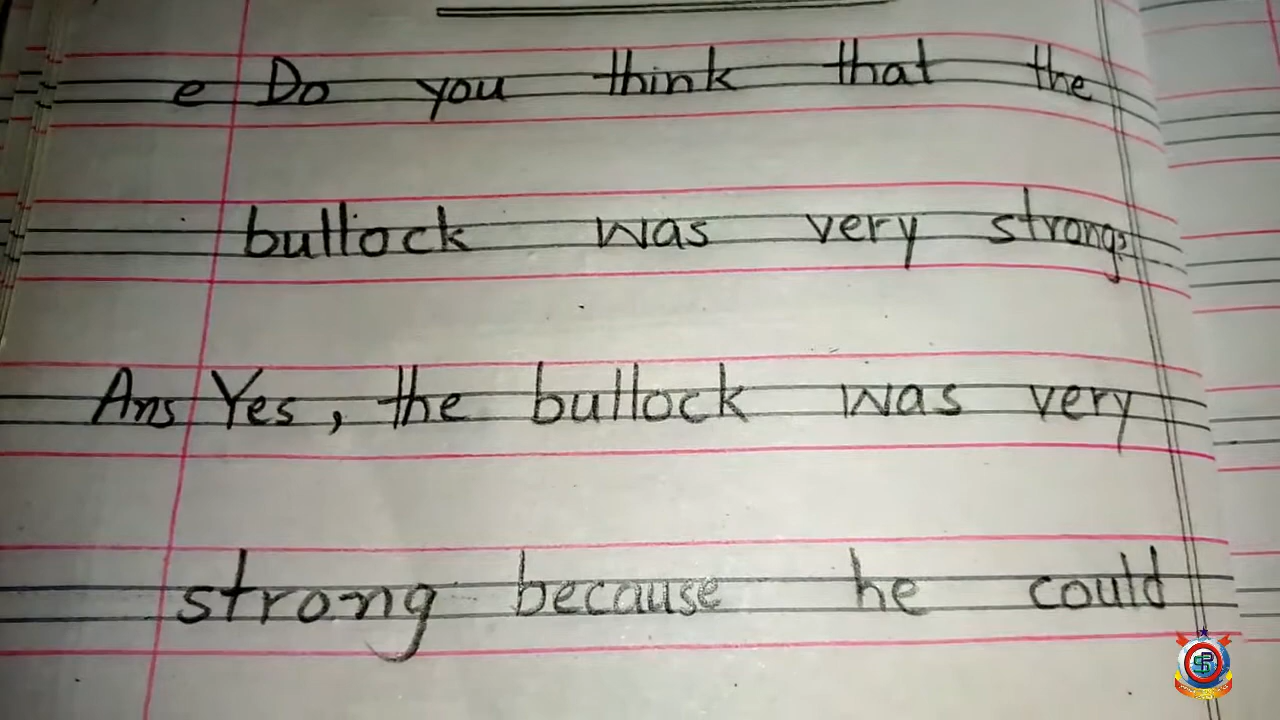 e Do you think that the
bullock was very strong?
Ans Yes, the bullock was very
strong because he could